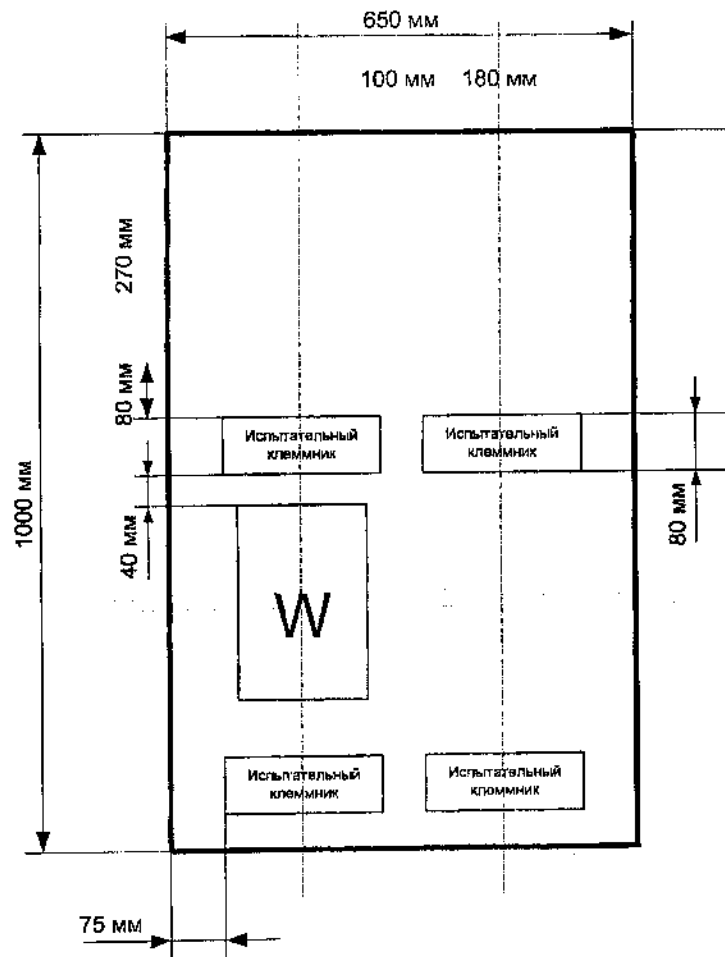 650 мм
100 мм 180 мм
270 мм
80 мм
Испытательный
клеммник
Испытательный
клеммник
1000 мм
40 мм
80 мм
W
Испытательный
клеммник
Испытательный
клеммник
75 мм